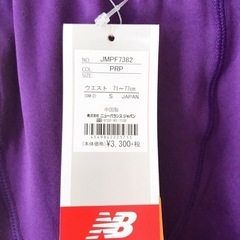 NO. JMPF7382
COL. PRP
SIZE.
ウエスト 71〜77cm
S JAPAN
中国製
株式会社 ニューバランスジャパン
(本体価格) ¥3,300+税